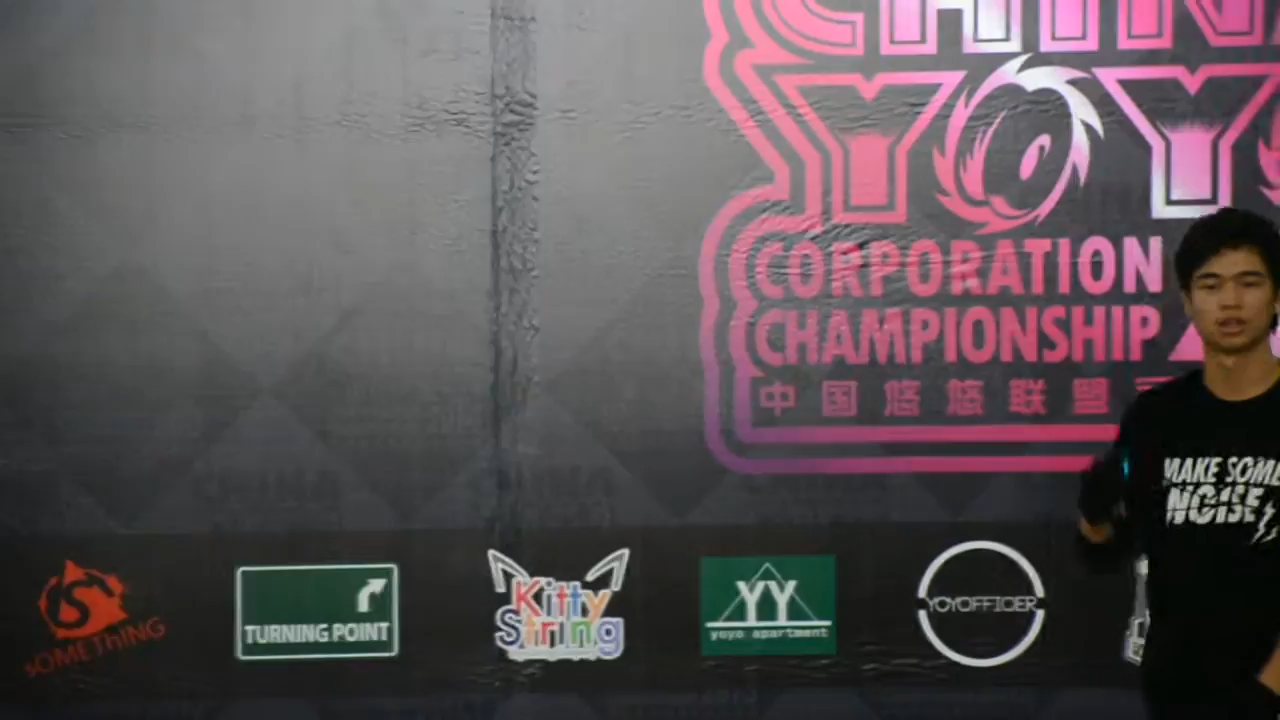 CHINA
YOYO
CORPORATION
CHAMPIONSHIP
中国悠悠联盟
MAKE SOME
NOISE
sOMEThING
TURNING POINT
Kitty
String
YY
yoyo apartment
YOYOFFICER